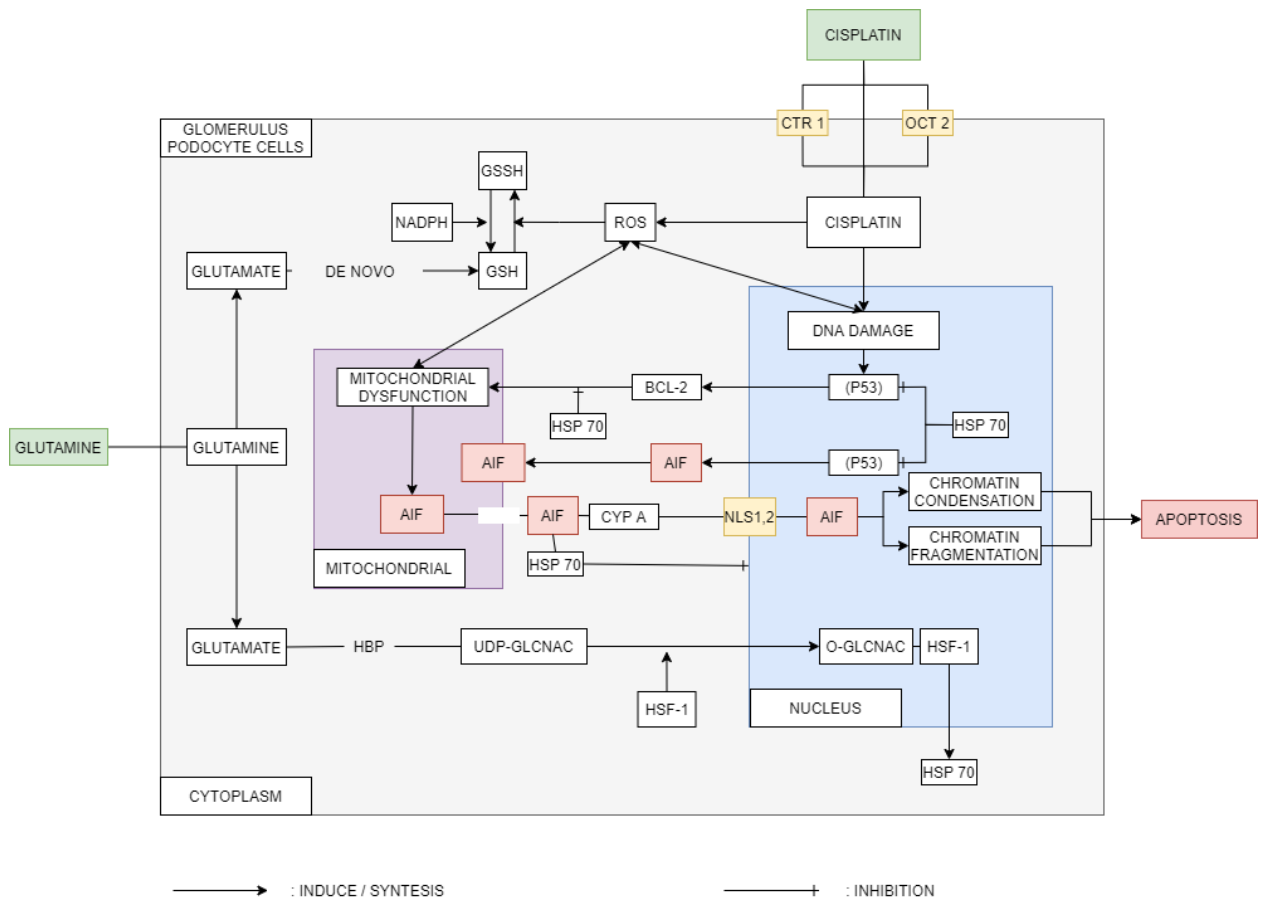 CISPLATIN
CTR 1
OCT 2
GLOMERULUS
PODOCYTE CELLS
GSSH
NADPH
ROS
CISPLATIN
GLUTAMATE
DE NOVO
GSH
DNA DAMAGE
MITOCHONDRIAL
DYSFUNCTION
BCL-2
(P53)
HSP 70
HSP 70
GLUTAMINE
GLUTAMINE
AIF
AIF
(P53)
CHROMATIN
CONDENSATION
AIF
AIF
CYP A
NLS1,2
AIF
APOPTOSIS
CHROMATIN
FRAGMENTATION
HSP 70
MITOCHONDRIAL
GLUTAMATE
HBP
UDP-GLCNAC
O-GLCNAC
HSF-1
HSF-1
NUCLEUS
HSP 70
CYTOPLASM
: INDUCE / SYNTESIS
: INHIBITION